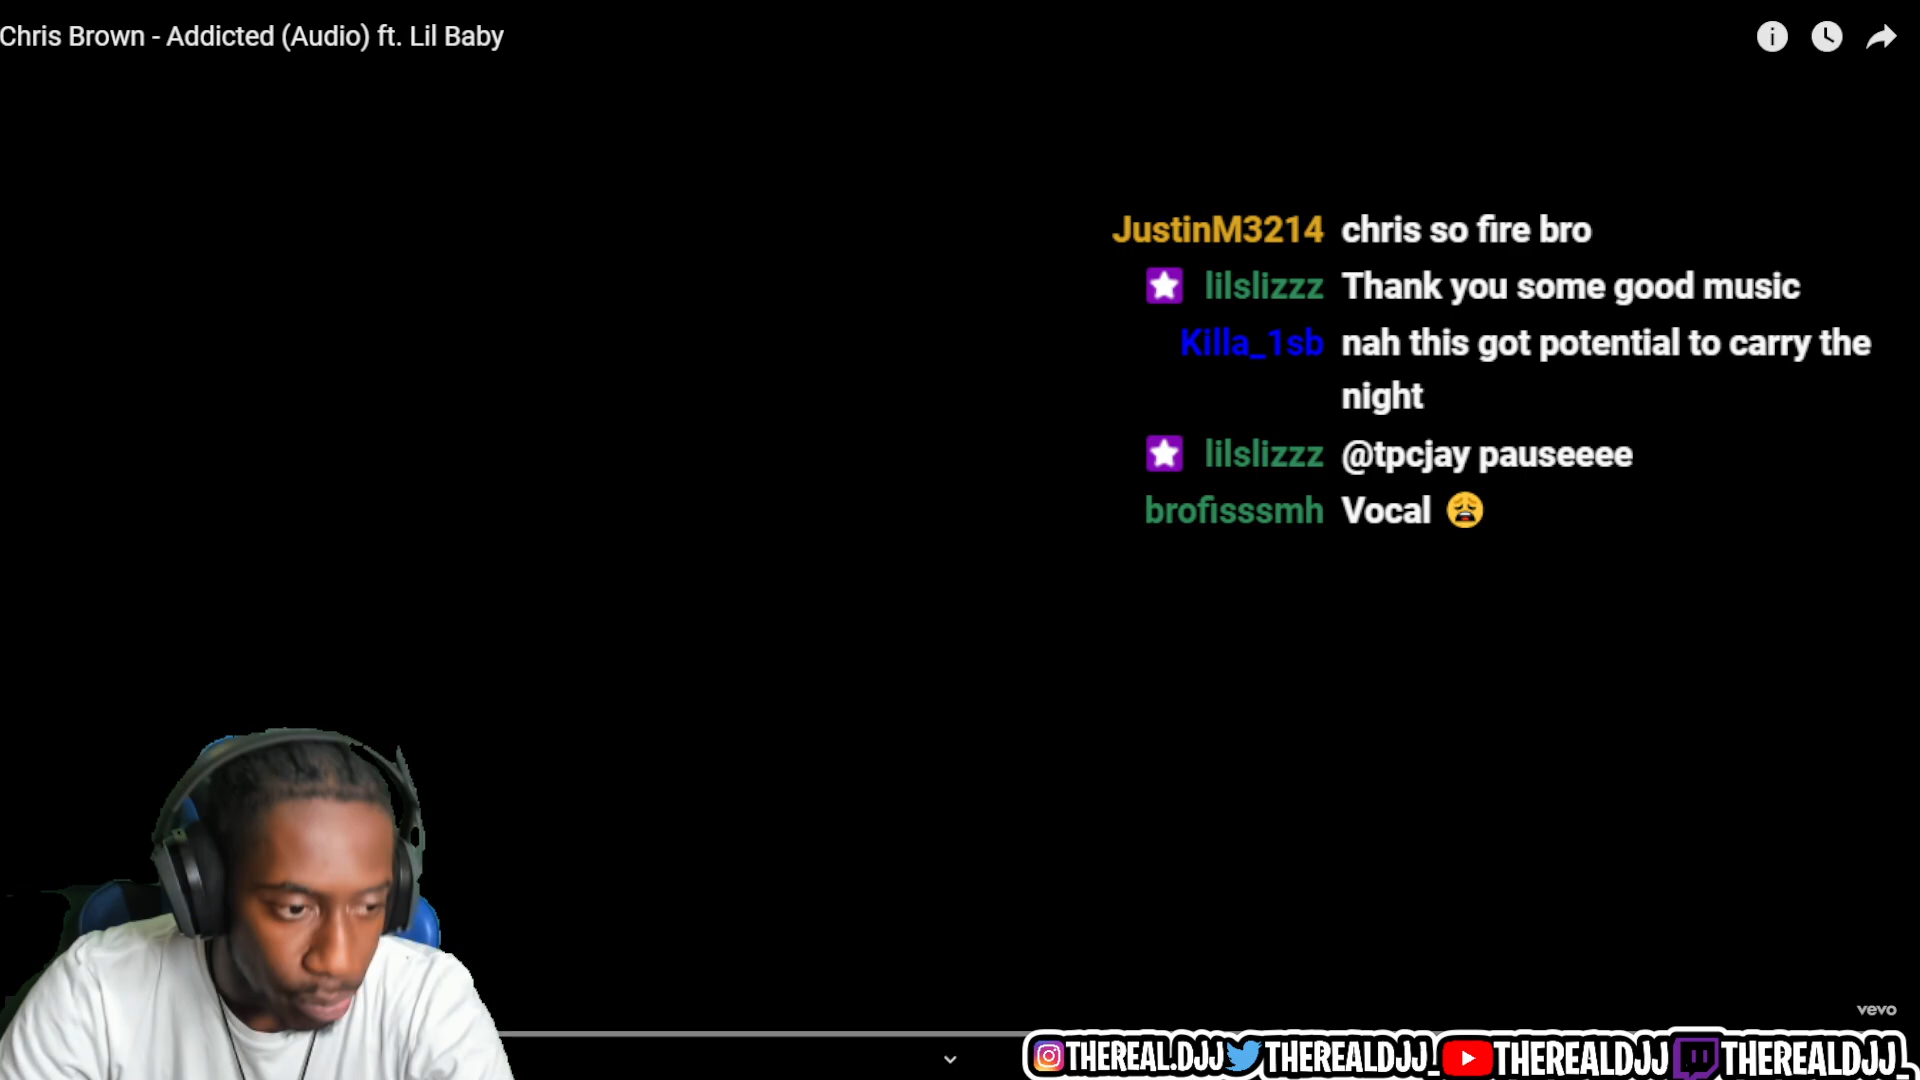 Chris Brown - Addicted (Audio) ft. Lil Baby
JustinM3214 chris so fire bro
lilslizzz Thank you some good music
Killa_1sb nah this got potential to carry the
night
lilslizzz @tpcjay pauseeee
brofisssmh Vocal 😩
vevo
THEREAL.DJJ THEREALDJJ_ THEREALDJJ THEREALDJJ_